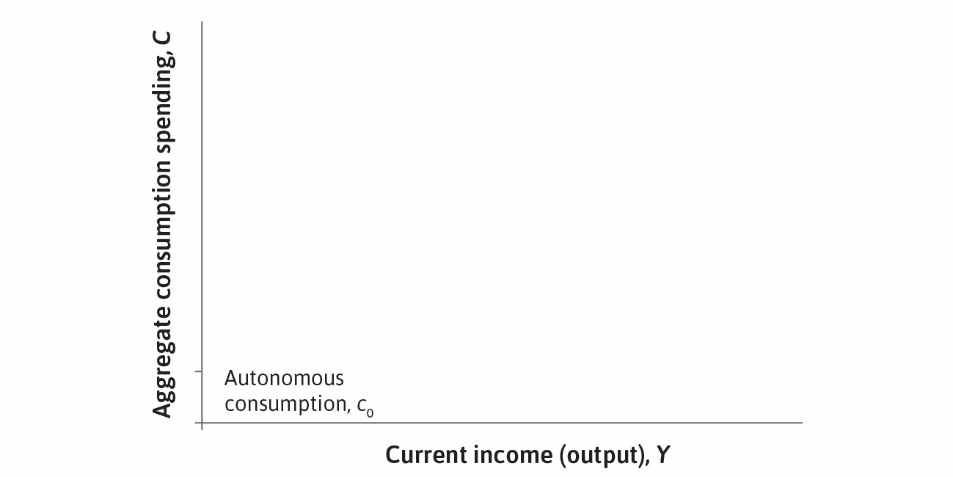 Aggregate consumption spending, C
Autonomous
consumption, c₀
Current income (output), Y